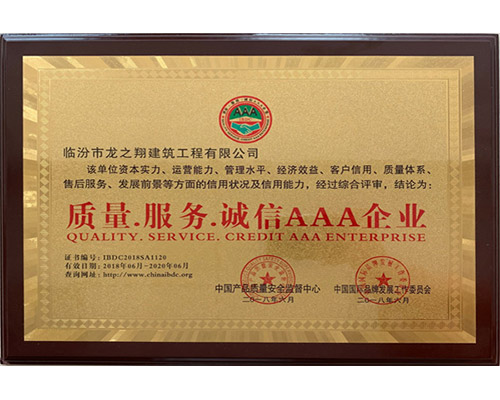 AAA
临汾市龙之翔建筑工程有限公司
该单位资本实力、运营能力、管理水平、经济效益、客户信用、质量体系、
售后服务、发展前景等方面的信用状况及信用能力，经过综合评审，结论为：
质量.服务.诚信AAA企业
QUALITY. SERVICE. CREDIT AAA ENTERPRISE
证书编号：IBDC2018SA1120
有效日期：2018年06月-2020年06月
查询网址：http://www.chinaibdc.org
中国产品质量安全监督中心
二〇一八年六月
中国国际品牌发展工作委员会
二〇一八年六月